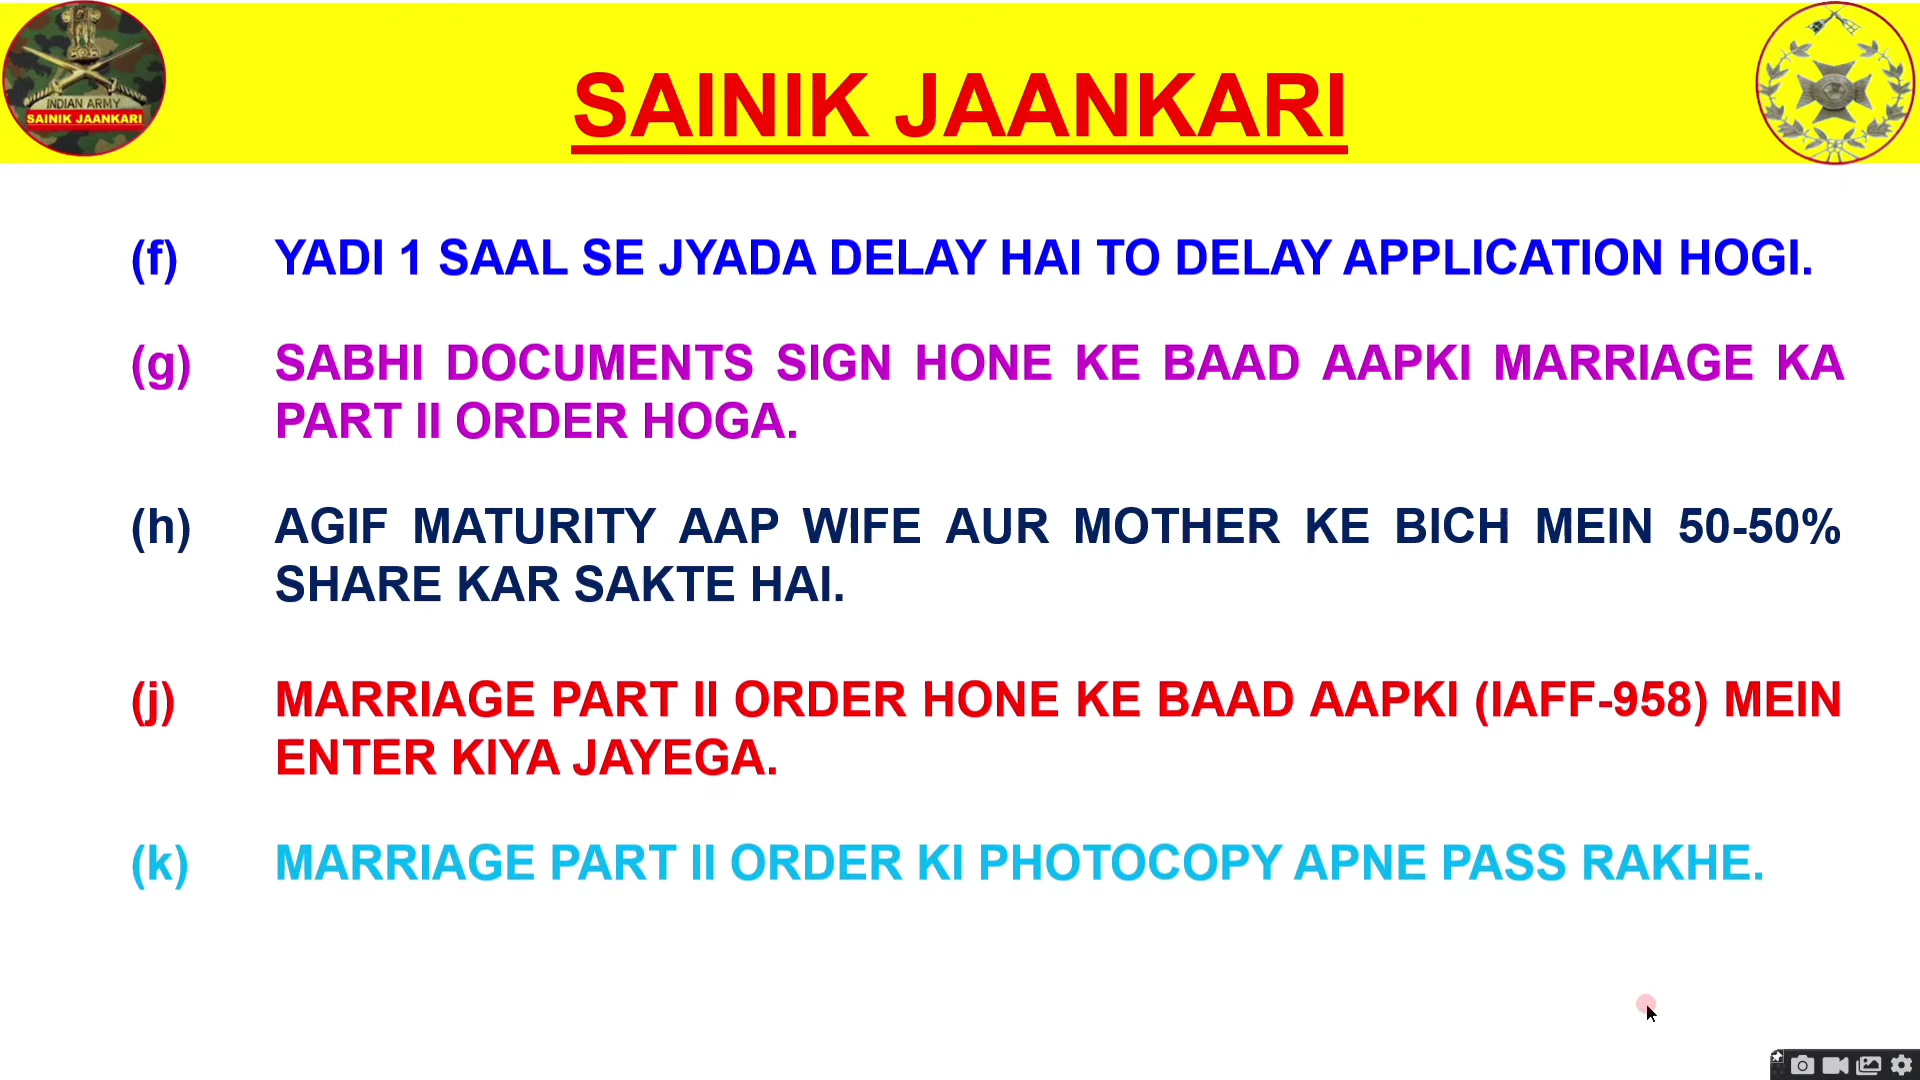 INDIAN ARMY
SAINIK JAANKARI
SAINIK JAANKARI
(f) YADI 1 SAAL SE JYADA DELAY HAI TO DELAY APPLICATION HOGI.
(g) SABHI DOCUMENTS SIGN HONE KE BAAD AAPKI MARRIAGE KA
PART II ORDER HOGA.
(h) AGIF MATURITY AAP WIFE AUR MOTHER KE BICH MEIN 50-50%
SHARE KAR SAKTE HAI.
(j) MARRIAGE PART II ORDER HONE KE BAAD AAPKI (IAFF-958) MEIN
ENTER KIYA JAYEGA.
(k) MARRIAGE PART II ORDER KI PHOTOCOPY APNE PASS RAKHE.